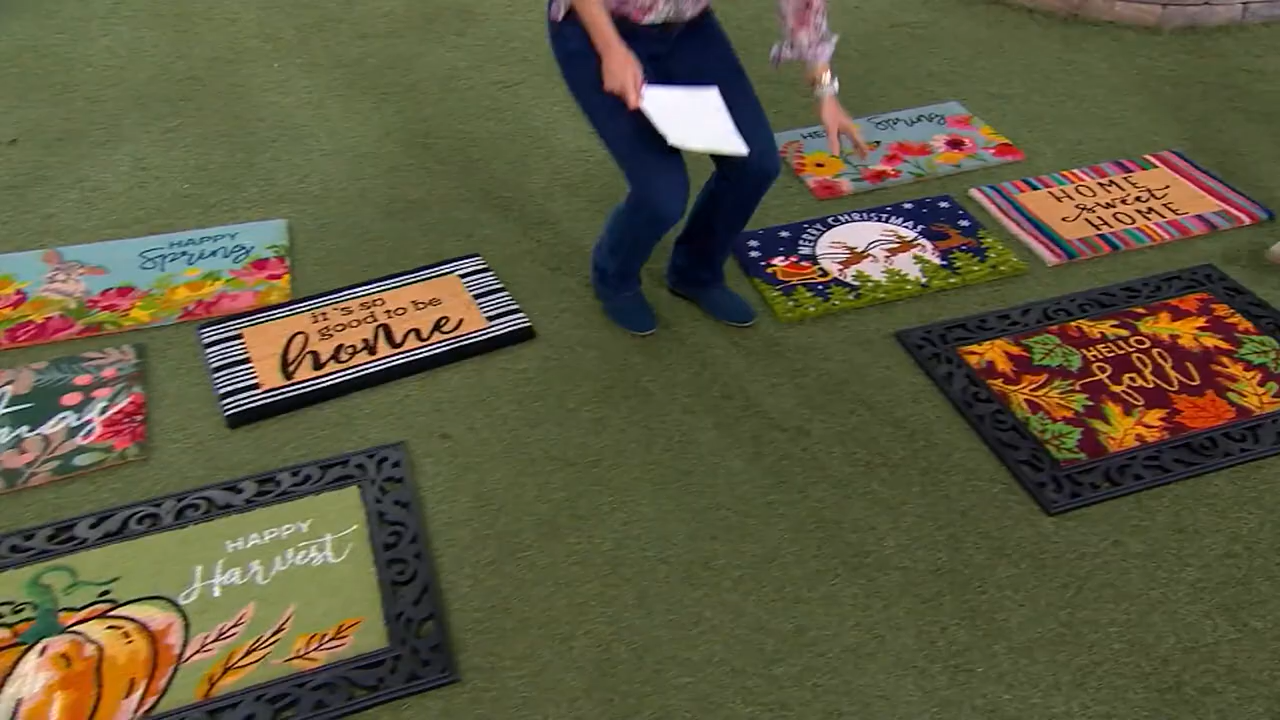 HAPPY
Spring
it's so
good to be
home
HAPPY
Harvest
Spring
MERRY CHRISTMAS
HOME
sweet
HOME
HELLO
fall